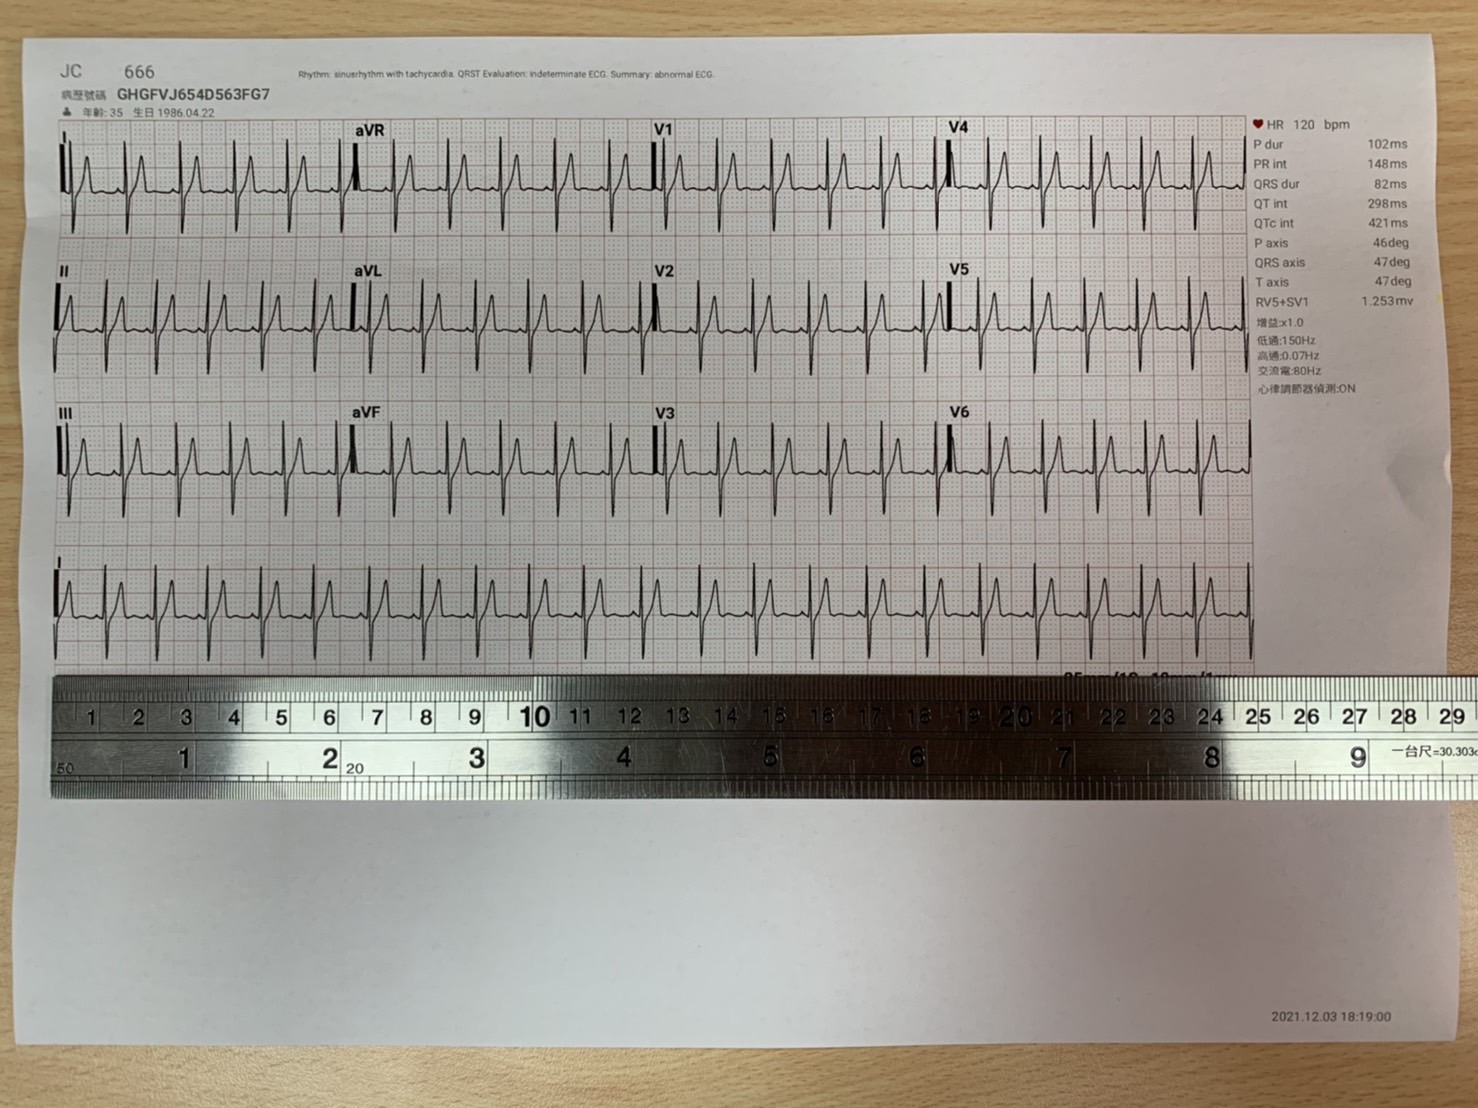 JC 666
Rhythm: sinusrhythm with tachycardia. QRST Evaluation: indeterminate ECG. Summary: abnormal ECG.
病歷號碼 GHGFVJ654D563FG7
年齡: 35 生日 1986.04.22
I aVR V1 V4
II aVL V2 V5
III aVF V3 V6
I
HR 120 bpm
P dur 102ms
PR int 148ms
QRS dur 82ms
QT int 298ms
QTc int 421ms
P axis 46deg
QRS axis 47deg
T axis 47deg
RV5+SV1 1.253mv
增益:x1.0
低通:150Hz
高通:0.07Hz
交流電:80Hz
心律調節器偵測:ON
1 2 3 4 5 6 7 8 9 10 11 12 13 14 15 16 17 18 19 20 21 22 23 24 25 26 27 28 29
1 2 3 4 5 6 7 8 9 一台尺=30.303c
50 20
2021.12.03 18:19:00